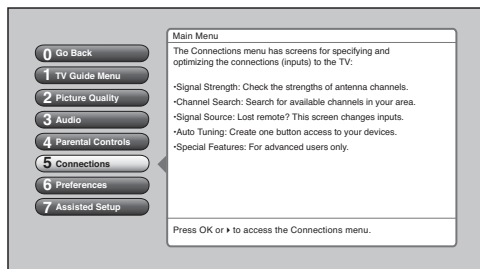 0 Go Back
1 TV Guide Menu
2 Picture Quality
3 Audio
4 Parental Controls
5 Connections
6 Preferences
7 Assisted Setup
Main Menu
The Connections menu has screens for specifying and
optimizing the connections (inputs) to the TV:
•Signal Strength: Check the strengths of antenna channels.
•Channel Search: Search for available channels in your area.
•Signal Source: Lost remote? This screen changes inputs.
•Auto Tuning: Create one button access to your devices.
•Special Features: For advanced users only.
Press OK or ▸ to access the Connections menu.